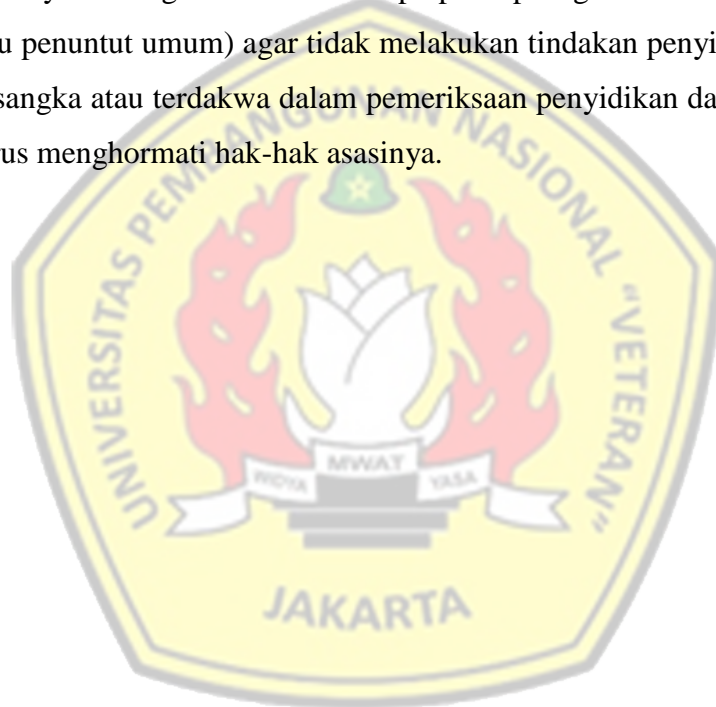 u penuntut umum) agar tidak melakukan tindakan penyi
sangka atau terdakwa dalam pemeriksaan penyidikan da
rus menghormati hak-hak asasinya.
UNIVERSITAS PEMBANGUNAN NASIONAL "VETERAN"
WIDYA MWAT YASA
JAKARTA